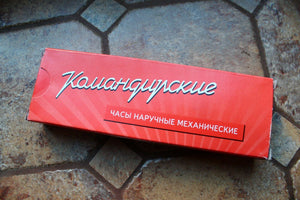 Командирские
ЧАСЫ НАРУЧНЫЕ МЕХАНИЧЕСКИЕ